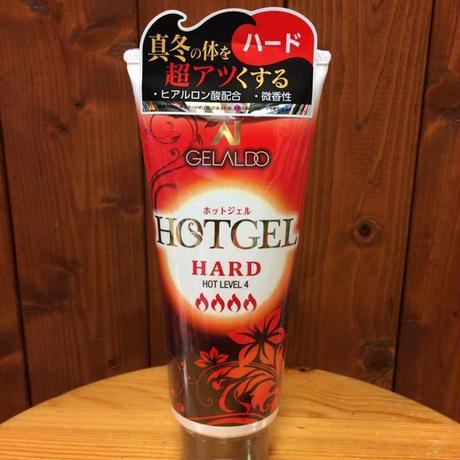 真冬の体を
ハード
超アツくする
・ヒアルロン酸配合 ・微香性
GELALDO
ホットジェル
HOTGEL
HARD
HOT LEVEL 4